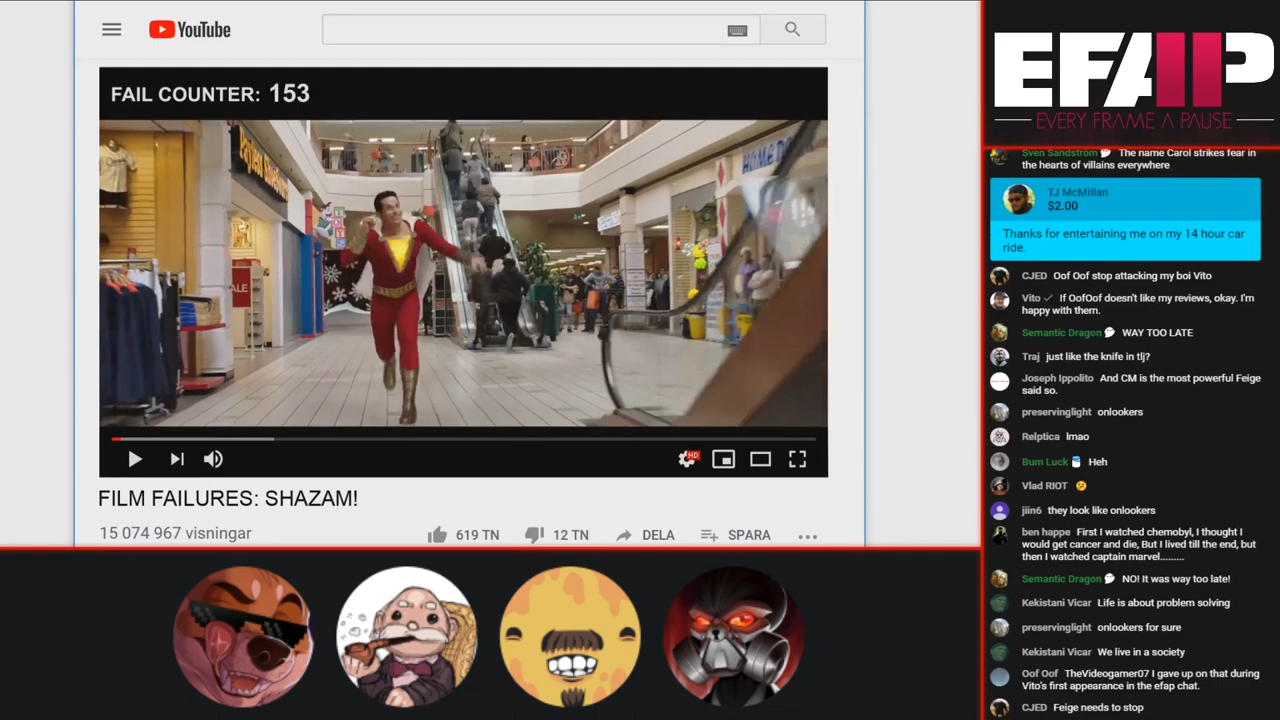 YouTube
FAIL COUNTER: 153
Payless ShoeSource
SALE
HD
FILM FAILURES: SHAZAM!
15 074 967 visningar
619 TN
12 TN
DELA
SPARA
EFAP
EVERY FRAME A PAUSE
Sven Sandstrom The name Carol strikes fear in
the hearts of villains everywhere
TJ McMillan
$2.00
Thanks for entertaining me on my 14 hour car
ride.
CJED Oof Oof stop attacking my boi Vito
Vito If OofOof doesn't like my reviews, okay. I'm
happy with them.
Semantic Dragon WAY TOO LATE
Traj just like the knife in tlj?
Joseph Ippolito And CM is the most powerful Feige
said so.
preservinglight onlookers
Relptica lmao
Bum Luck Heh
Vlad RIOT
jiin6 they look like onlookers
ben happe First I watched chernobyl, I thought I
would get cancer and die, But I lived till the end, but
then I watched captain marvel.........
Semantic Dragon NO! It was way too late!
Kekistani Vicar Life is about problem solving
preservinglight onlookers for sure
Kekistani Vicar We live in a society
Oof Oof TheVideogamer07 I gave up on that during
Vito's first appearance in the efap chat.
CJED Feige needs to stop